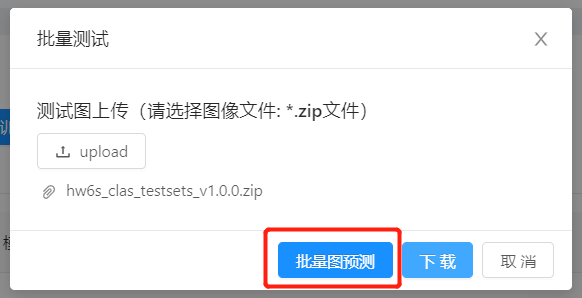 批量测试
测试图上传（请选择图像文件: *.zip文件）
upload
hw6s_clas_testsets_v1.0.0.zip
批量图预测 下 载 取 消
训